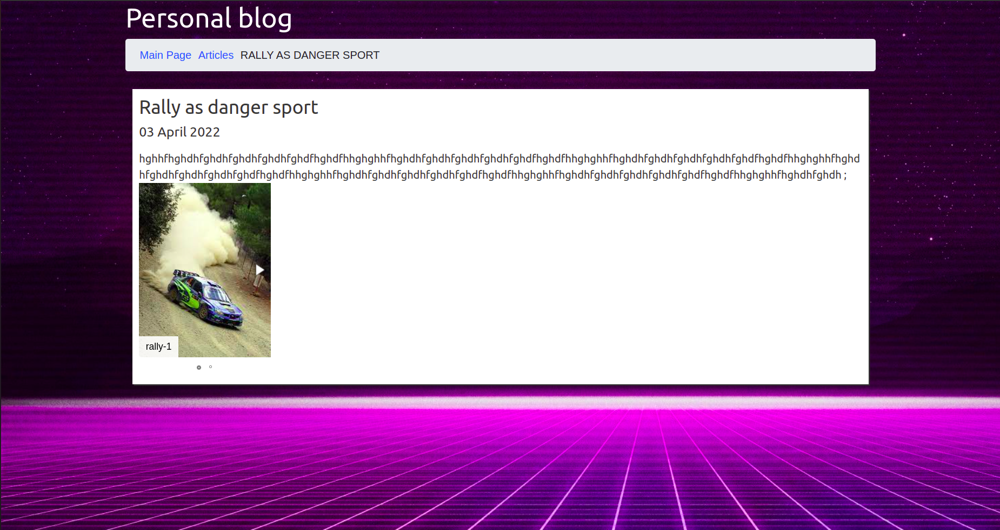 Personal blog
Main Page Articles RALLY AS DANGER SPORT
Rally as danger sport
03 April 2022
hghhfhghdhfghdhfghdhfghdhfghdfhghdfhhghghhfhghdhfghdhfghdhfghdhfghdfhghdfhhghghhfhghdhfghdhfghdhfghdhfghdfhghdfhhghghhfhghd
hfghdhfghdhfghdhfghdfhghdfhhghghhfhghdhfghdhfghdhfghdhfghdfhghdfhhghghhfhghdhfghdhfghdhfghdhfghdfhghdfhhghghhfhghdhfghdh ;
rally-1